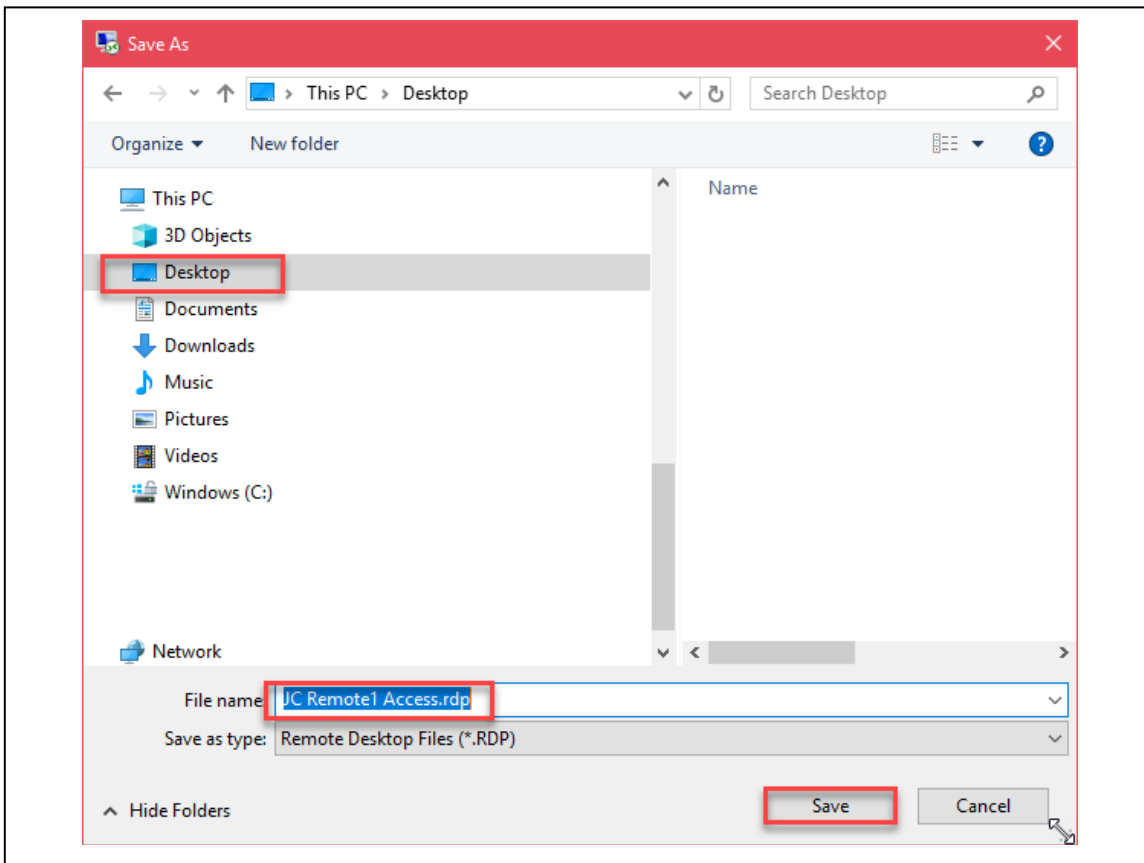 Save As
This PC > Desktop
Search Desktop
Organize
New folder
?
This PC
Name
3D Objects
Desktop
Documents
Downloads
Music
Pictures
Videos
Windows (C:)
Network
File name:
JC Remote1 Access.rdp
Save as type: Remote Desktop Files (*.RDP)
Hide Folders
Save
Cancel